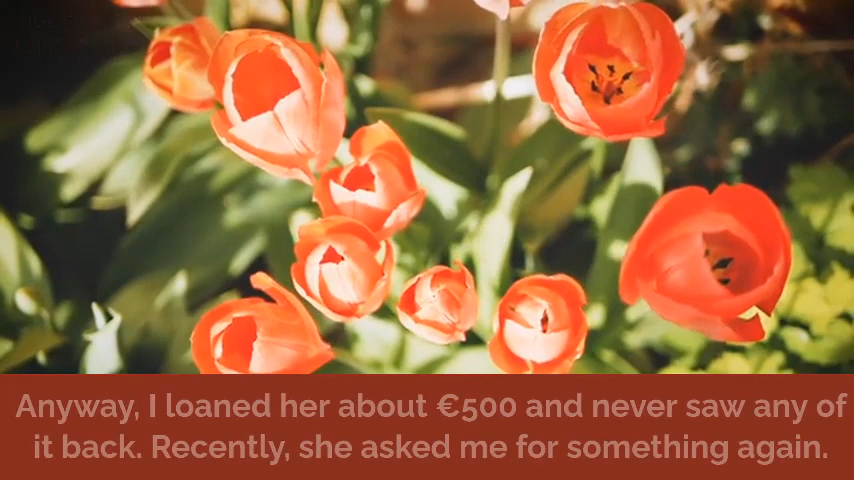 Anyway, I loaned her about €500 and never saw any of
it back. Recently, she asked me for something again.